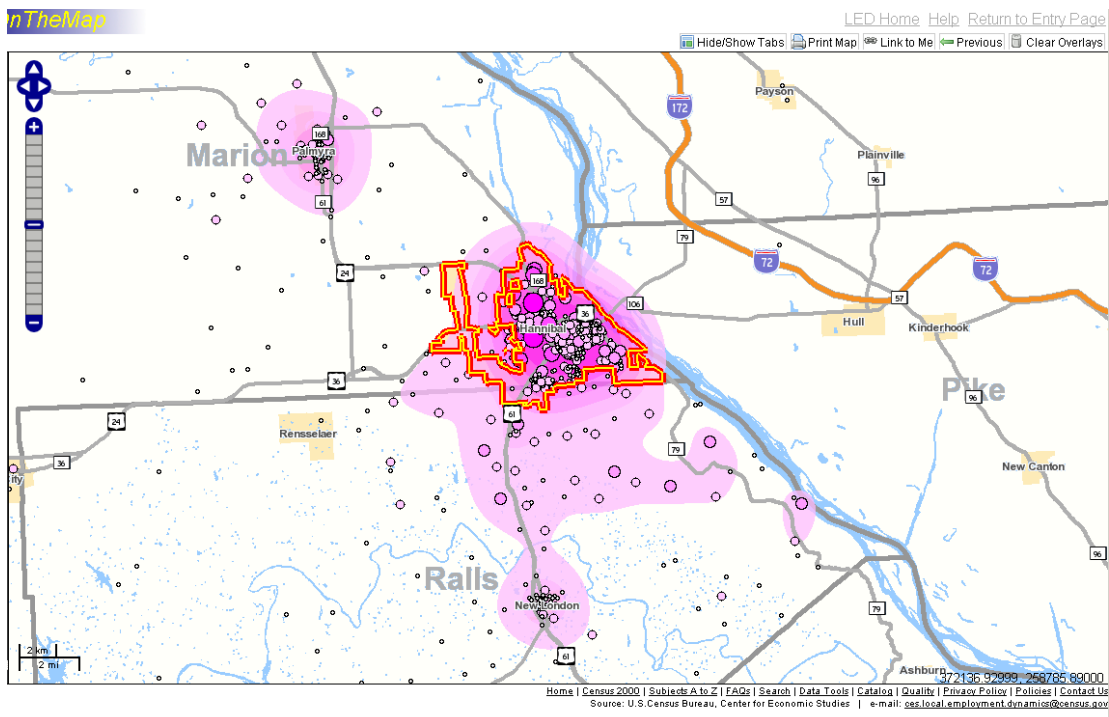 nTheMap
LED Home Help Return to Entry Page
Hide/Show Tabs Print Map Link to Me Previous Clear Overlays
172
Payson
168
Palmyra
Marion
Plainville
96
61
57
79
24
72
72
168
106
36
57
Hannibal
Hull
Kinderhook
36
Pike
96
24
61
Rensselaer
79
36
New Canton
ity
96
Ralls
New London
79
2 km
2 mi
61
Ashburn
372136.92999, 258785.89000
Home | Census 2000 | Subjects A to Z | FAQs | Search | Data Tools | Catalog | Quality | Privacy Policy | Policies | Contact Us
Source: U.S.Census Bureau, Center for Economic Studies | e-mail: ces.local.employment.dynamics@census.gov